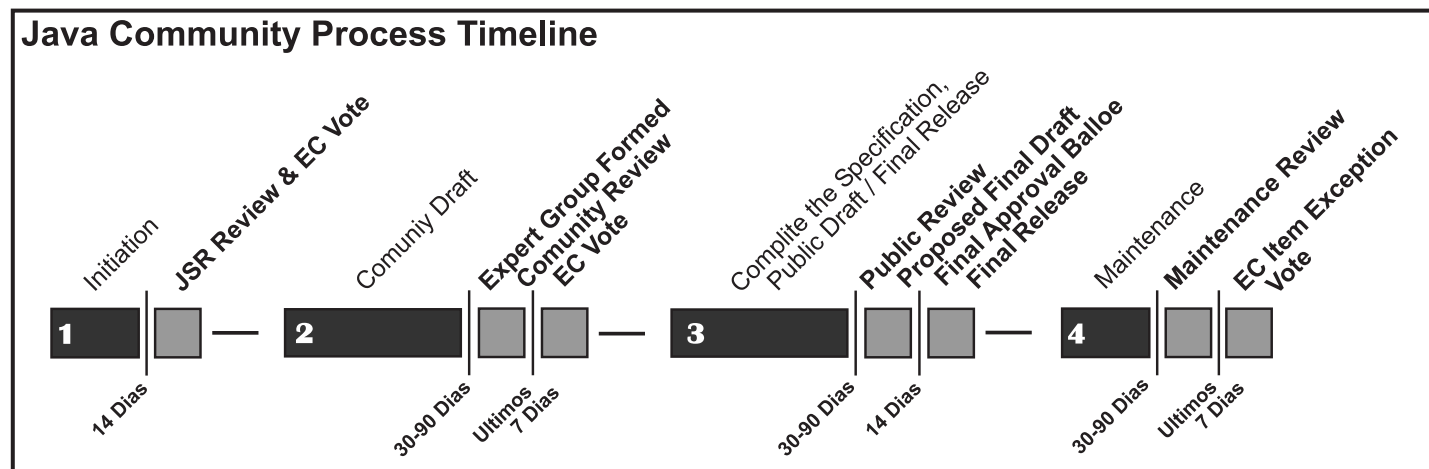 Java Community Process Timeline
Initiation
JSR Review & EC Vote
Comuniy Draft
Expert Group Formed
Comunity Review
EC Vote
Complite the Specification,
Public Draft / Final Release
Public Review
Proposed Final Draft
Final Approval Balloe
Final Release
Maintenance
Maintenance Review
EC Item Exception
Vote
1
2
3
4
14 Dias
30-90 Dias
Ultimos
7 Dias
30-90 Dias
14 Dias
30-90 Dias
Ultimos
7 Dias